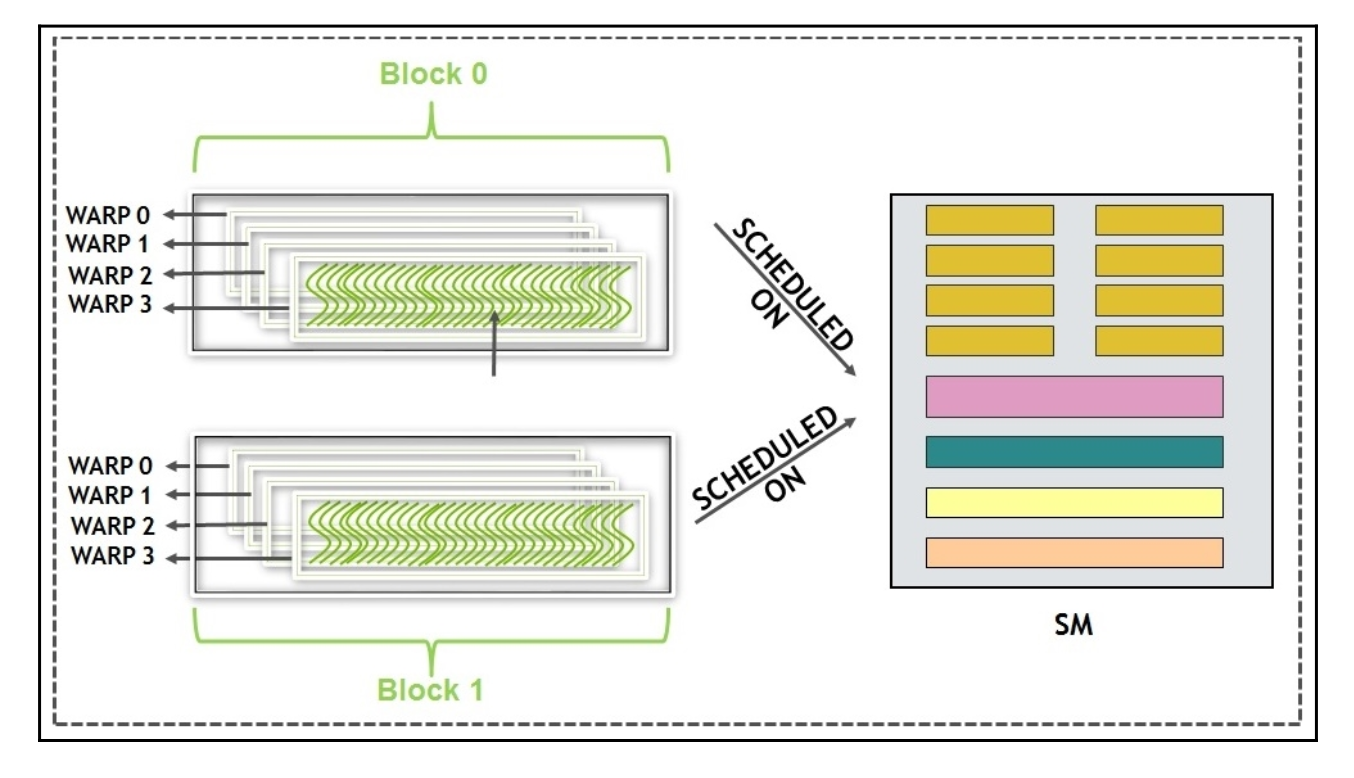 Block 0
WARP 0
WARP 1
WARP 2
WARP 3
SCHEDULED
ON
WARP 0
WARP 1
WARP 2
WARP 3
SCHEDULED
ON
Block 1
SM